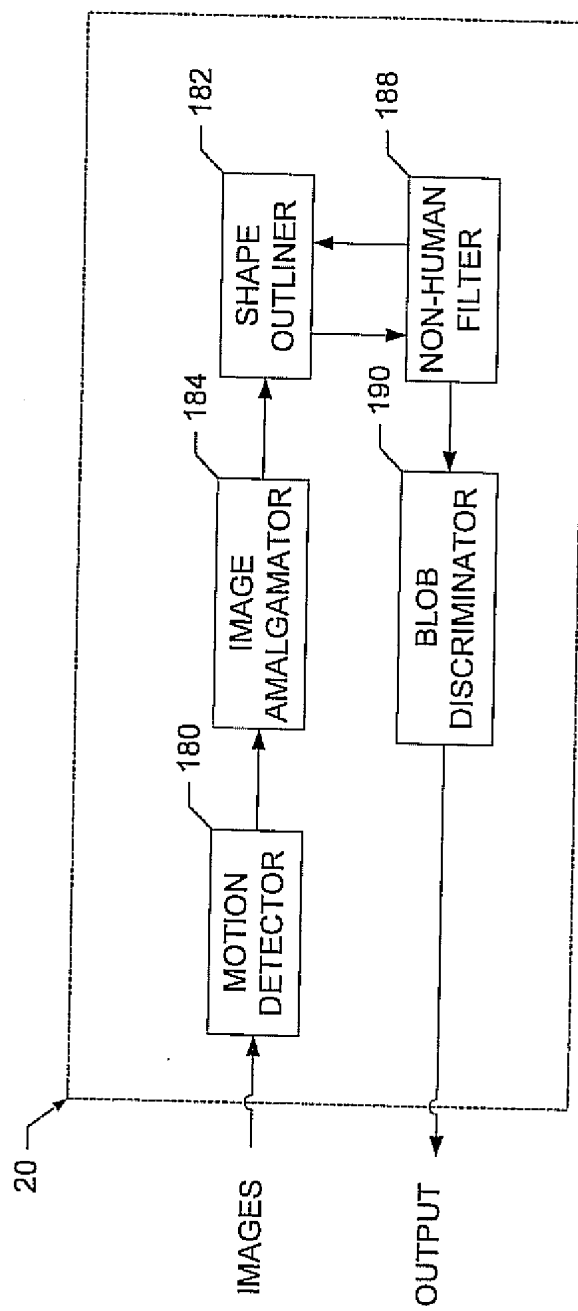 20
IMAGES
180
MOTION
DETECTOR
184
IMAGE
AMALGAMATOR
182
SHAPE
OUTLINER
188
NON-HUMAN
FILTER
190
BLOB
DISCRIMINATOR
OUTPUT